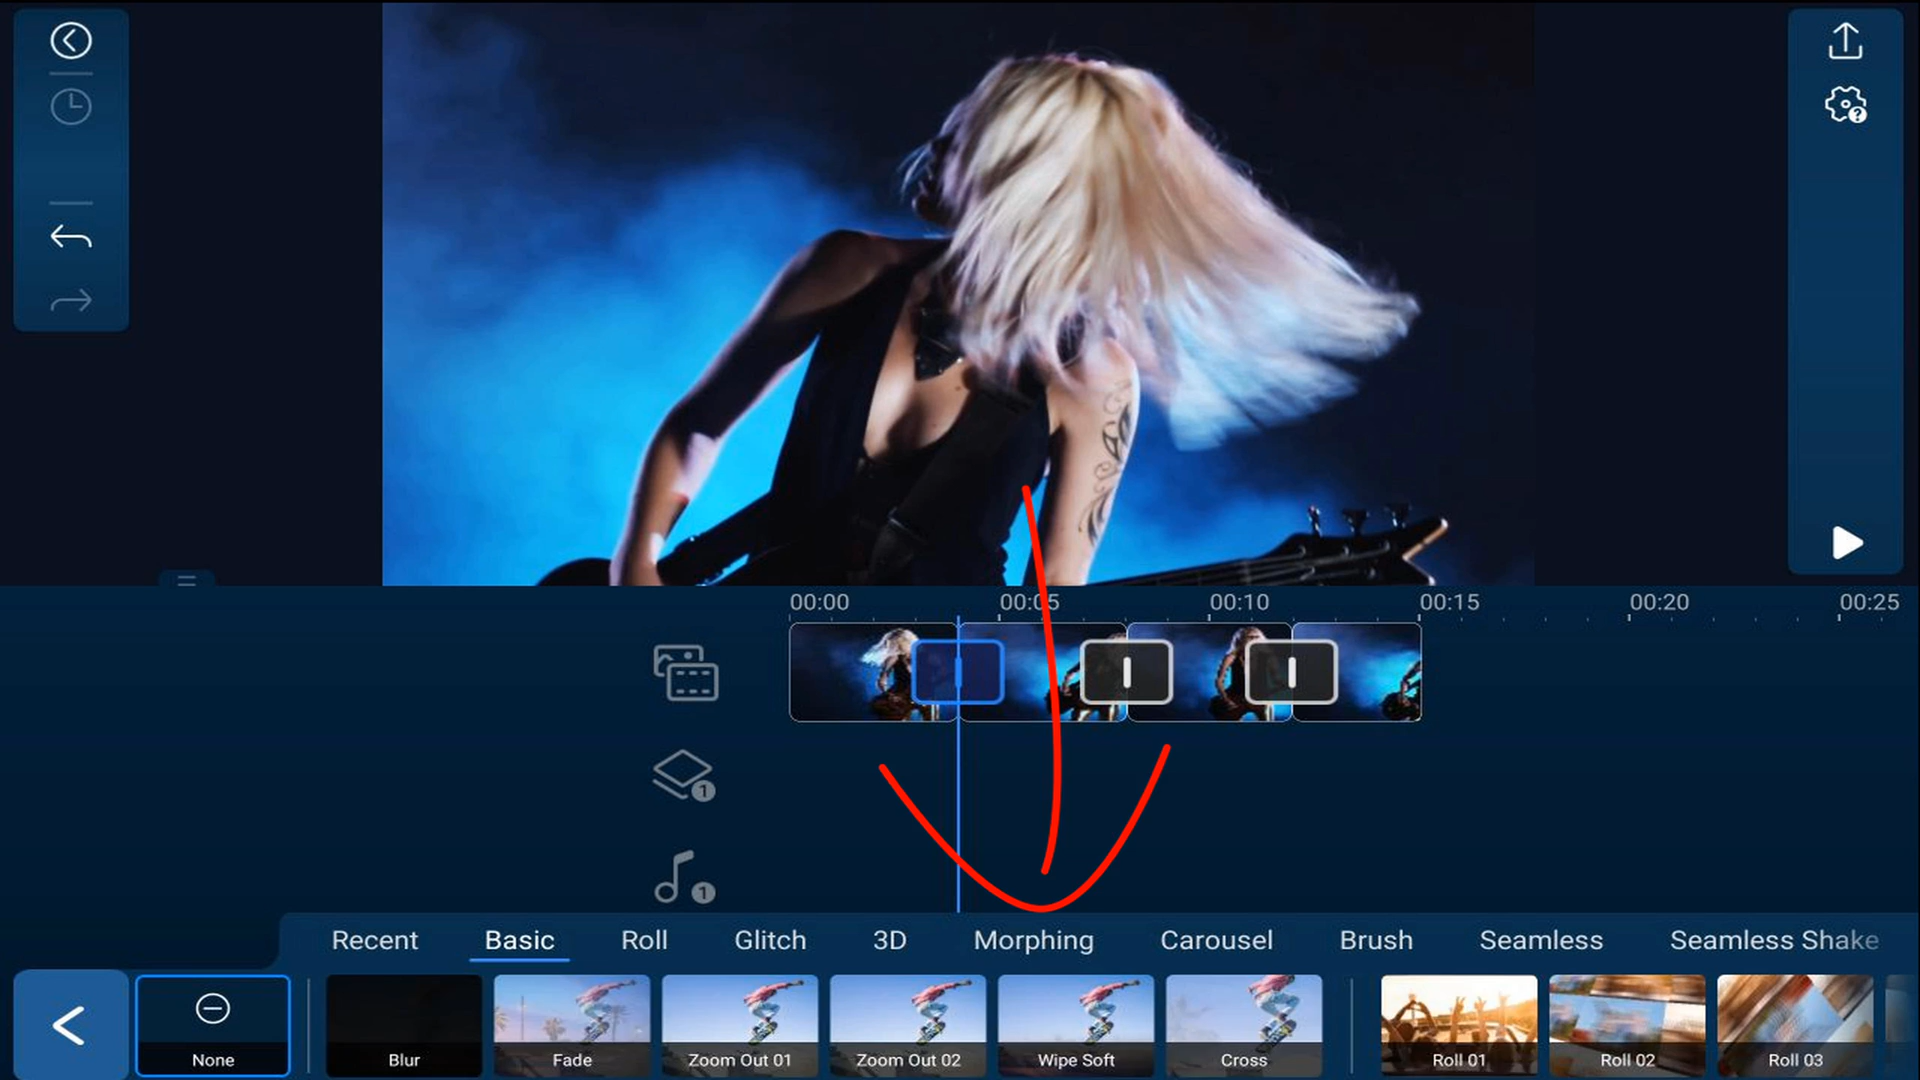 00:00 00:05 00:10 00:15 00:20 00:25
1
1
Recent Basic Roll Glitch 3D Morphing Carousel Brush Seamless Seamless Shake
None Blur Fade Zoom Out 01 Zoom Out 02 Wipe Soft Cross Roll 01 Roll 02 Roll 03